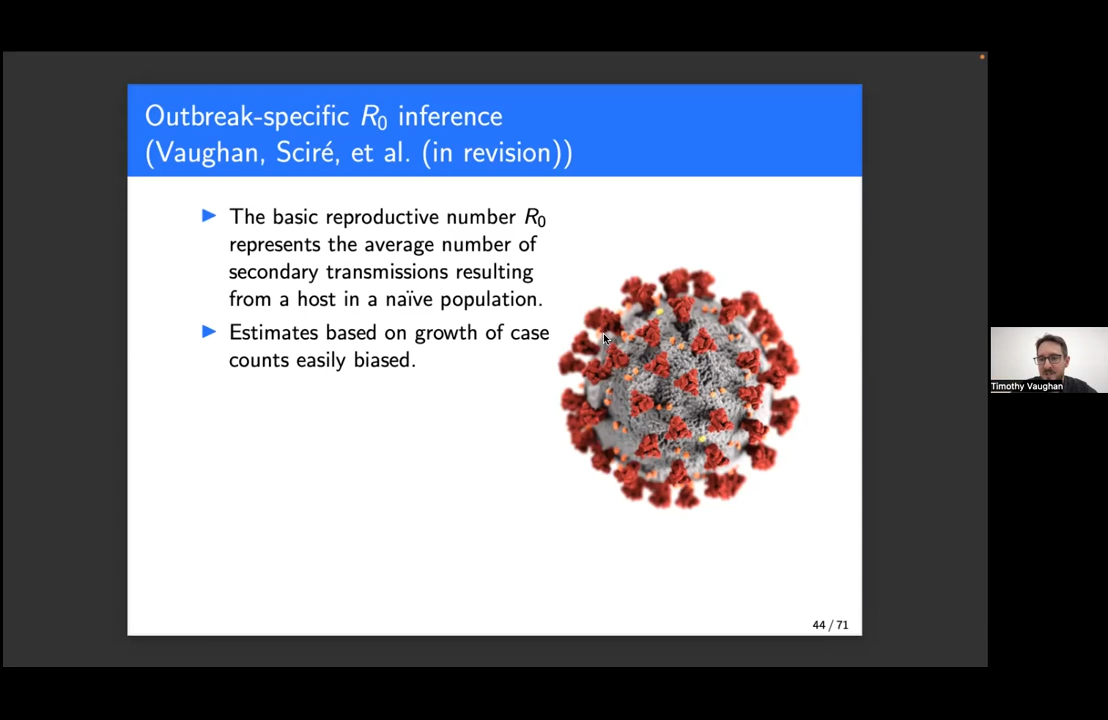 Outbreak-specific R0 inference
(Vaughan, Sciré, et al. (in revision))
▶ The basic reproductive number R0
represents the average number of
secondary transmissions resulting
from a host in a naïve population.
▶ Estimates based on growth of case
counts easily biased.
Timothy Vaughan
44 / 71